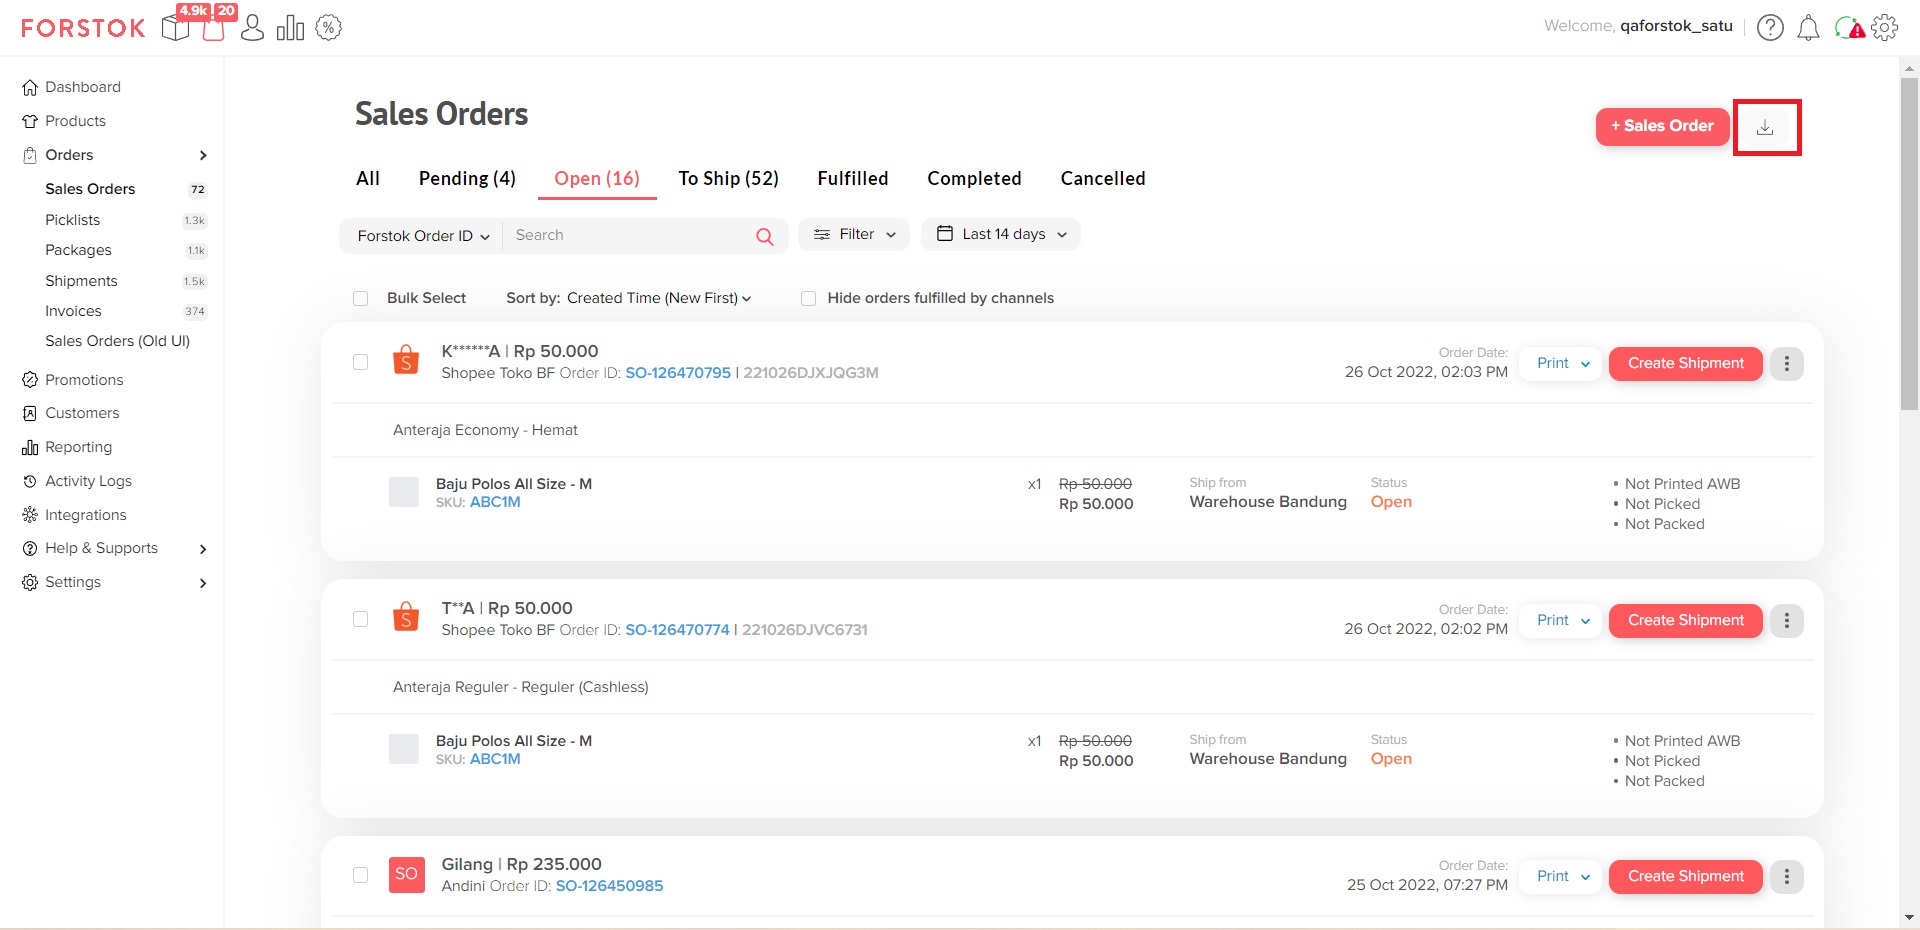 FORSTOK 4.9k 20 %
Welcome, qaforstok_satu
Dashboard
Products
Orders
Sales Orders 72
Picklists 1.3k
Packages 1.1k
Shipments 1.5k
Invoices 374
Sales Orders (Old UI)
Promotions
Customers
Reporting
Activity Logs
Integrations
Help & Supports
Settings
Sales Orders
+ Sales Order
All Pending (4) Open (16) To Ship (52) Fulfilled Completed Cancelled
Forstok Order ID Search Filter Last 14 days
Bulk Select Sort by: Created Time (New First) Hide orders fulfilled by channels
K******A | Rp 50.000
Shopee Toko BF Order ID: SO-126470795 | 221026DJXJQG3M
Order Date:
26 Oct 2022, 02:03 PM
Print Create Shipment
Anteraja Economy - Hemat
Baju Polos All Size - M
SKU: ABC1M
x1 Rp 50.000
Rp 50.000
Ship from
Warehouse Bandung
Status
Open
• Not Printed AWB
• Not Picked
• Not Packed
T**A | Rp 50.000
Shopee Toko BF Order ID: SO-126470774 | 221026DJVC6731
Order Date:
26 Oct 2022, 02:02 PM
Print Create Shipment
Anteraja Reguler - Reguler (Cashless)
Baju Polos All Size - M
SKU: ABC1M
x1 Rp 50.000
Rp 50.000
Ship from
Warehouse Bandung
Status
Open
• Not Printed AWB
• Not Picked
• Not Packed
SO
Gilang | Rp 235.000
Andini Order ID: SO-126450985
Order Date:
25 Oct 2022, 07:27 PM
Print Create Shipment